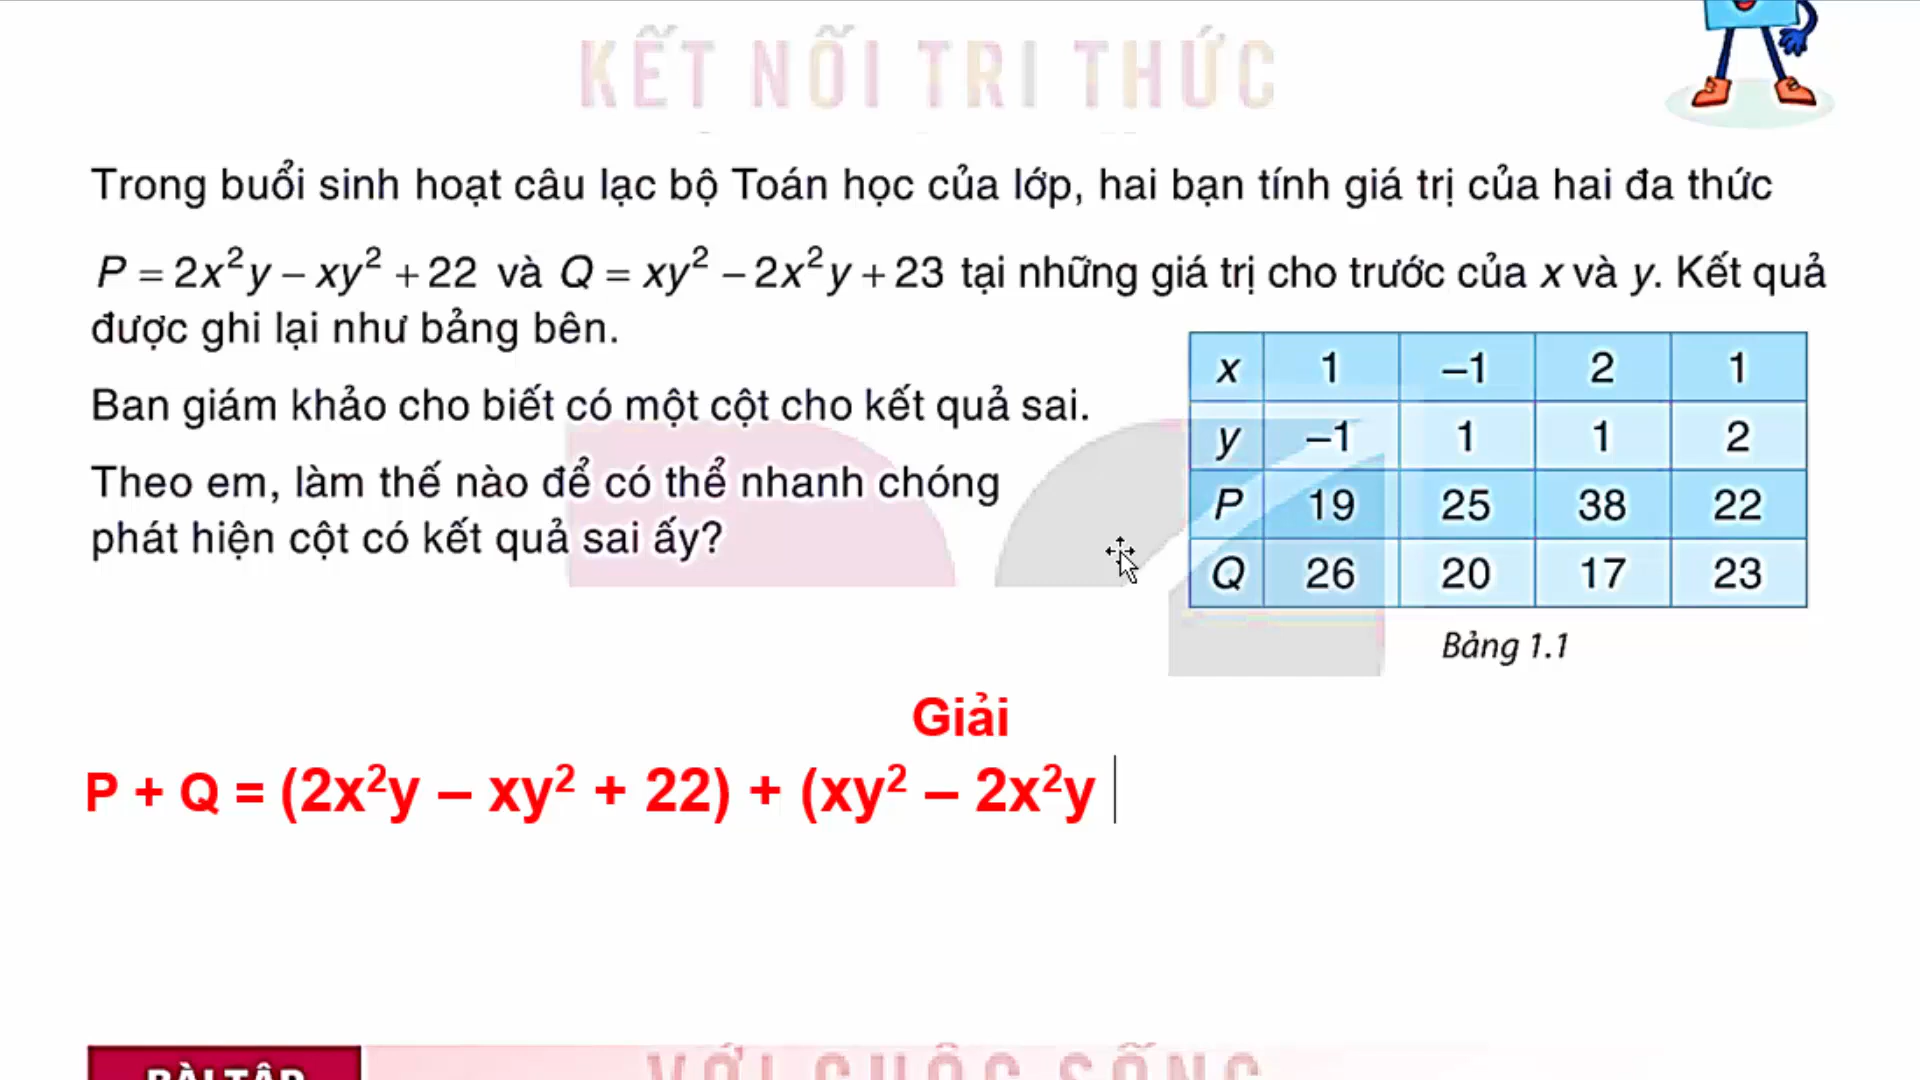 KẾT NỐI TRI THỨC
Trong buổi sinh hoạt câu lạc bộ Toán học của lớp, hai bạn tính giá trị của hai đa thức
P = 2x²y – xy² + 22 và Q = xy² – 2x²y + 23 tại những giá trị cho trước của x và y. Kết quả
được ghi lại như bảng bên.
Ban giám khảo cho biết có một cột cho kết quả sai.
Theo em, làm thế nào để có thể nhanh chóng
phát hiện cột có kết quả sai ấy?
x 1 –1 2 1
y –1 1 1 2
P 19 25 38 22
Q 26 20 17 23
Bảng 1.1
Giải
P + Q = (2x²y – xy² + 22) + (xy² – 2x²y
BÀI TẬP
VỚI CUỘC SỐNG